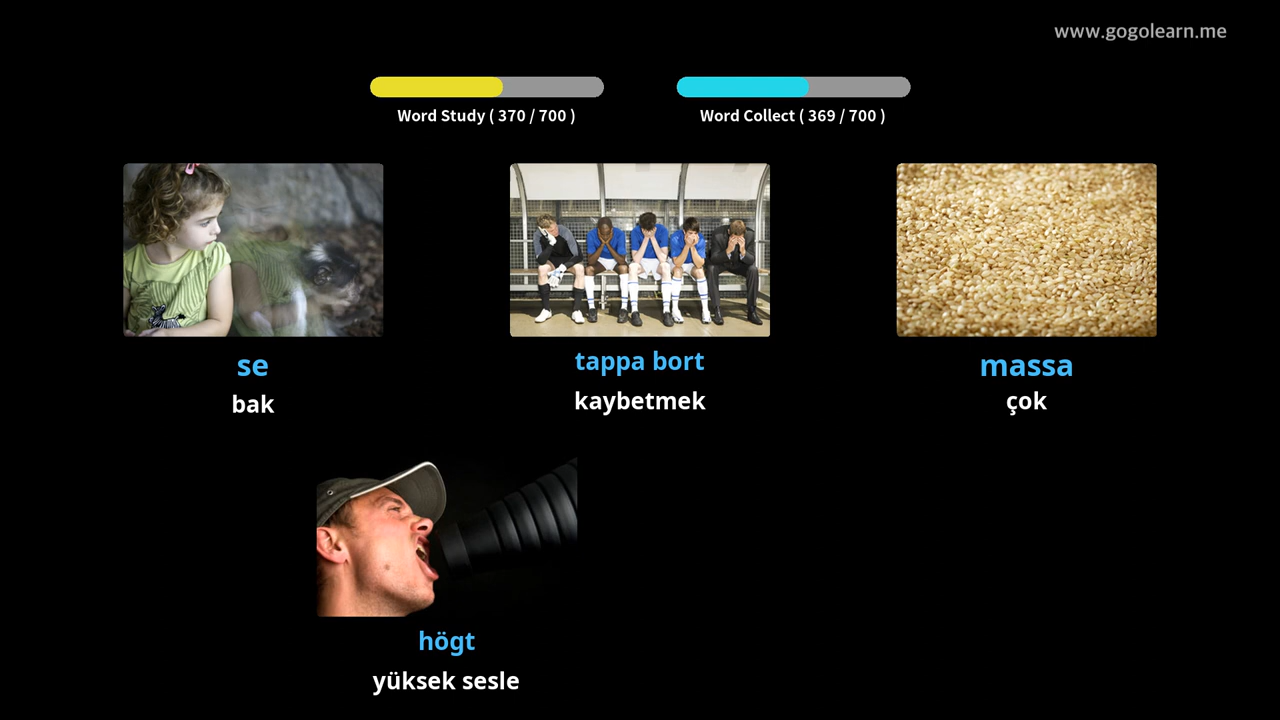 www.gogolearn.me
Word Study ( 370 / 700 )
Word Collect ( 369 / 700 )
se
bak
tappa bort
kaybetmek
massa
çok
högt
yüksek sesle